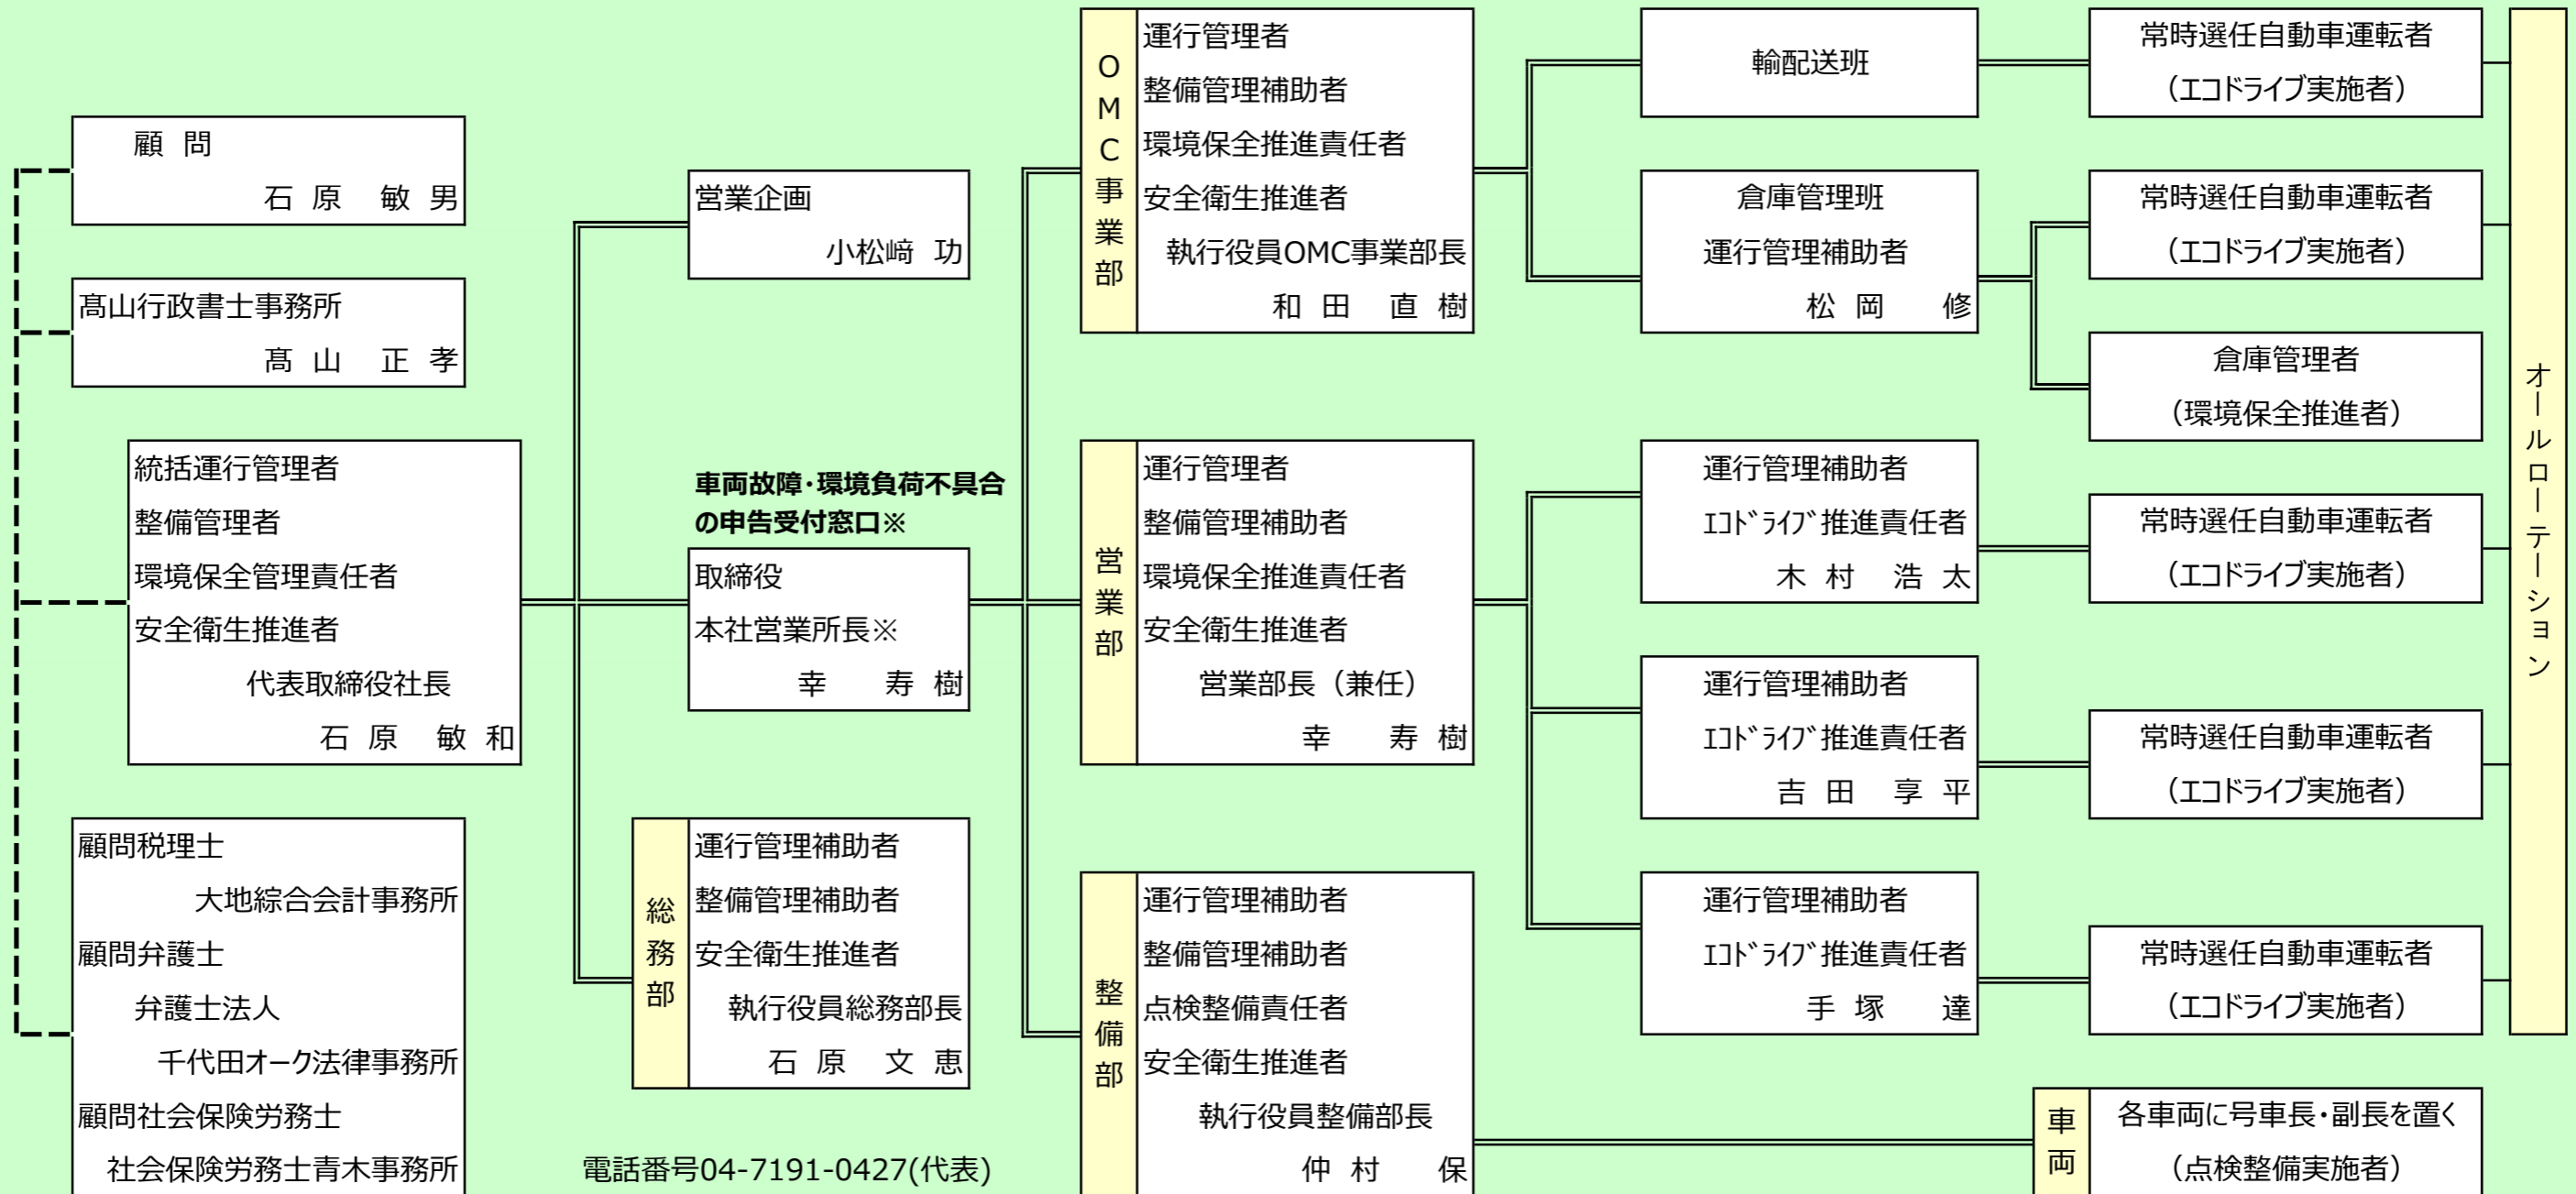 顧 問
石 原 敏 男
髙山行政書士事務所
髙 山 正 孝
統括運行管理者
整備管理者
環境保全管理責任者
安全衛生推進者
代表取締役社長
石 原 敏 和
顧問税理士
大地綜合会計事務所
顧問弁護士
弁護士法人
千代田オーク法律事務所
顧問社会保険労務士
社会保険労務士青木事務所
営業企画
小松﨑 功
車両故障・環境負荷不具合
の申告受付窓口※
取締役
本社営業所長※
幸 寿 樹
総務部
運行管理補助者
整備管理補助者
安全衛生推進者
執行役員総務部長
石 原 文 恵
電話番号04-7191-0427(代表)
OMC事業部
運行管理者
整備管理補助者
環境保全推進責任者
安全衛生推進者
執行役員OMC事業部長
和 田 直 樹
営業部
運行管理者
整備管理補助者
環境保全推進責任者
安全衛生推進者
営業部長（兼任）
幸 寿 樹
整備部
運行管理補助者
整備管理補助者
点検整備責任者
安全衛生推進者
執行役員整備部長
仲 村 保
輸配送班
倉庫管理班
運行管理補助者
松 岡 修
運行管理補助者
ｴｺﾄﾞﾗｲﾌﾞ推進責任者
木 村 浩 太
運行管理補助者
ｴｺﾄﾞﾗｲﾌﾞ推進責任者
吉 田 享 平
運行管理補助者
ｴｺﾄﾞﾗｲﾌﾞ推進責任者
手 塚 達
常時選任自動車運転者
（エコドライブ実施者）
常時選任自動車運転者
（エコドライブ実施者）
倉庫管理者
（環境保全推進者）
常時選任自動車運転者
（エコドライブ実施者）
常時選任自動車運転者
（エコドライブ実施者）
常時選任自動車運転者
（エコドライブ実施者）
車両
各車両に号車長・副長を置く
（点検整備実施者）
オールローテーション